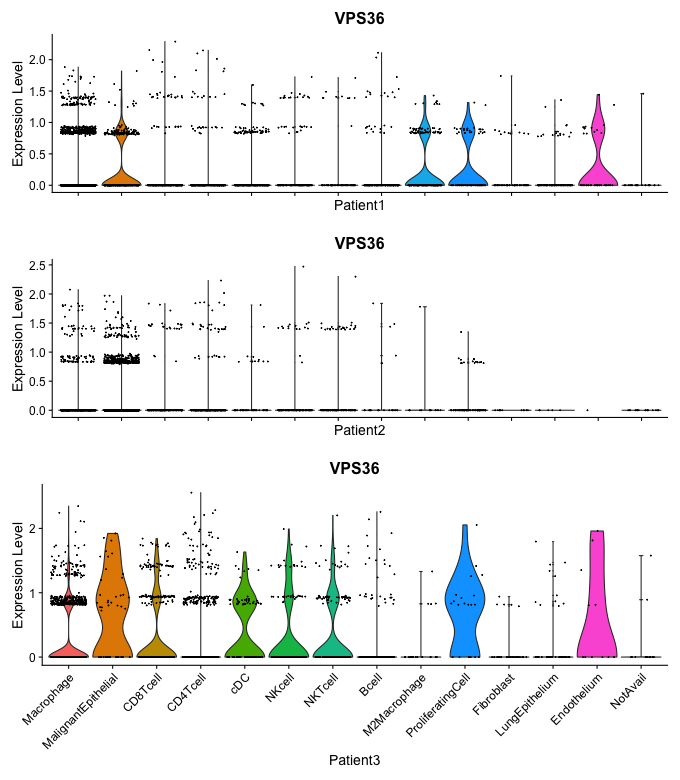 VPS36
Expression Level
2.0
1.5
1.0
0.5
0.0
Patient1
VPS36
Expression Level
2.5
2.0
1.5
1.0
0.5
0.0
Patient2
VPS36
Expression Level
2
1
0
Macrophage
MalignantEpithelial
CD8Tcell
CD4Tcell
cDC
NKcell
NKTcell
Bcell
M2Macrophage
ProliferatingCell
Fibroblast
LungEpithelium
Endothelium
NotAvail
Patient3